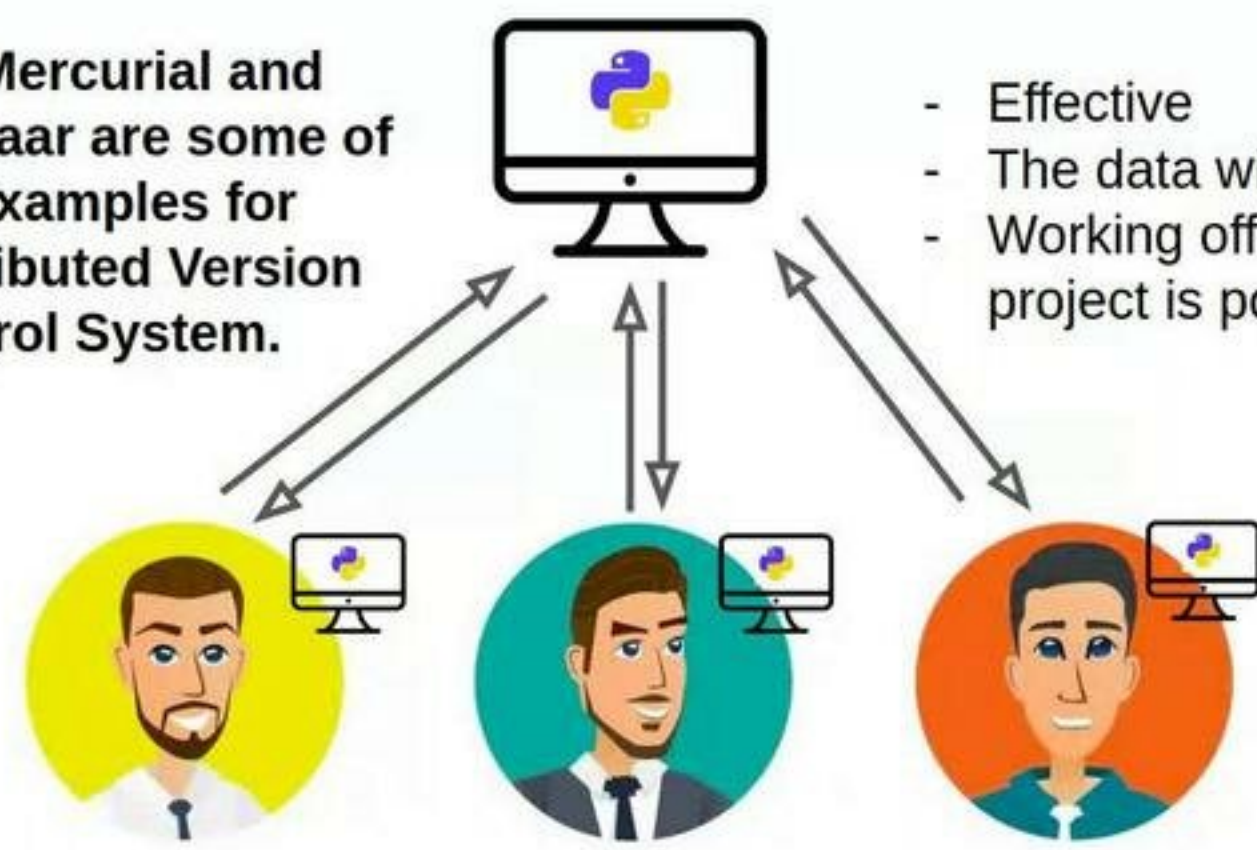 Mercurial and
aar are some of
xamples for
ibuted Version
rol System.
- Effective
- The data w
- Working off
project is po